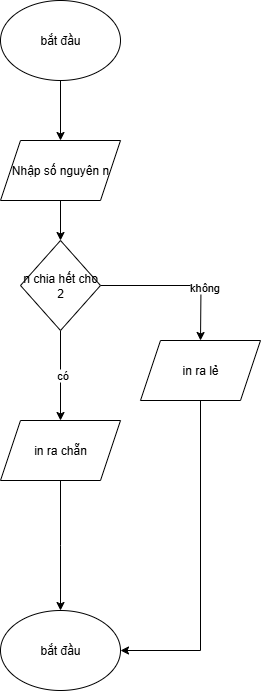 bắt đầu
Nhập số nguyên n
n chia hết cho
2
không
in ra lẻ
có
in ra chẵn
bắt đầu